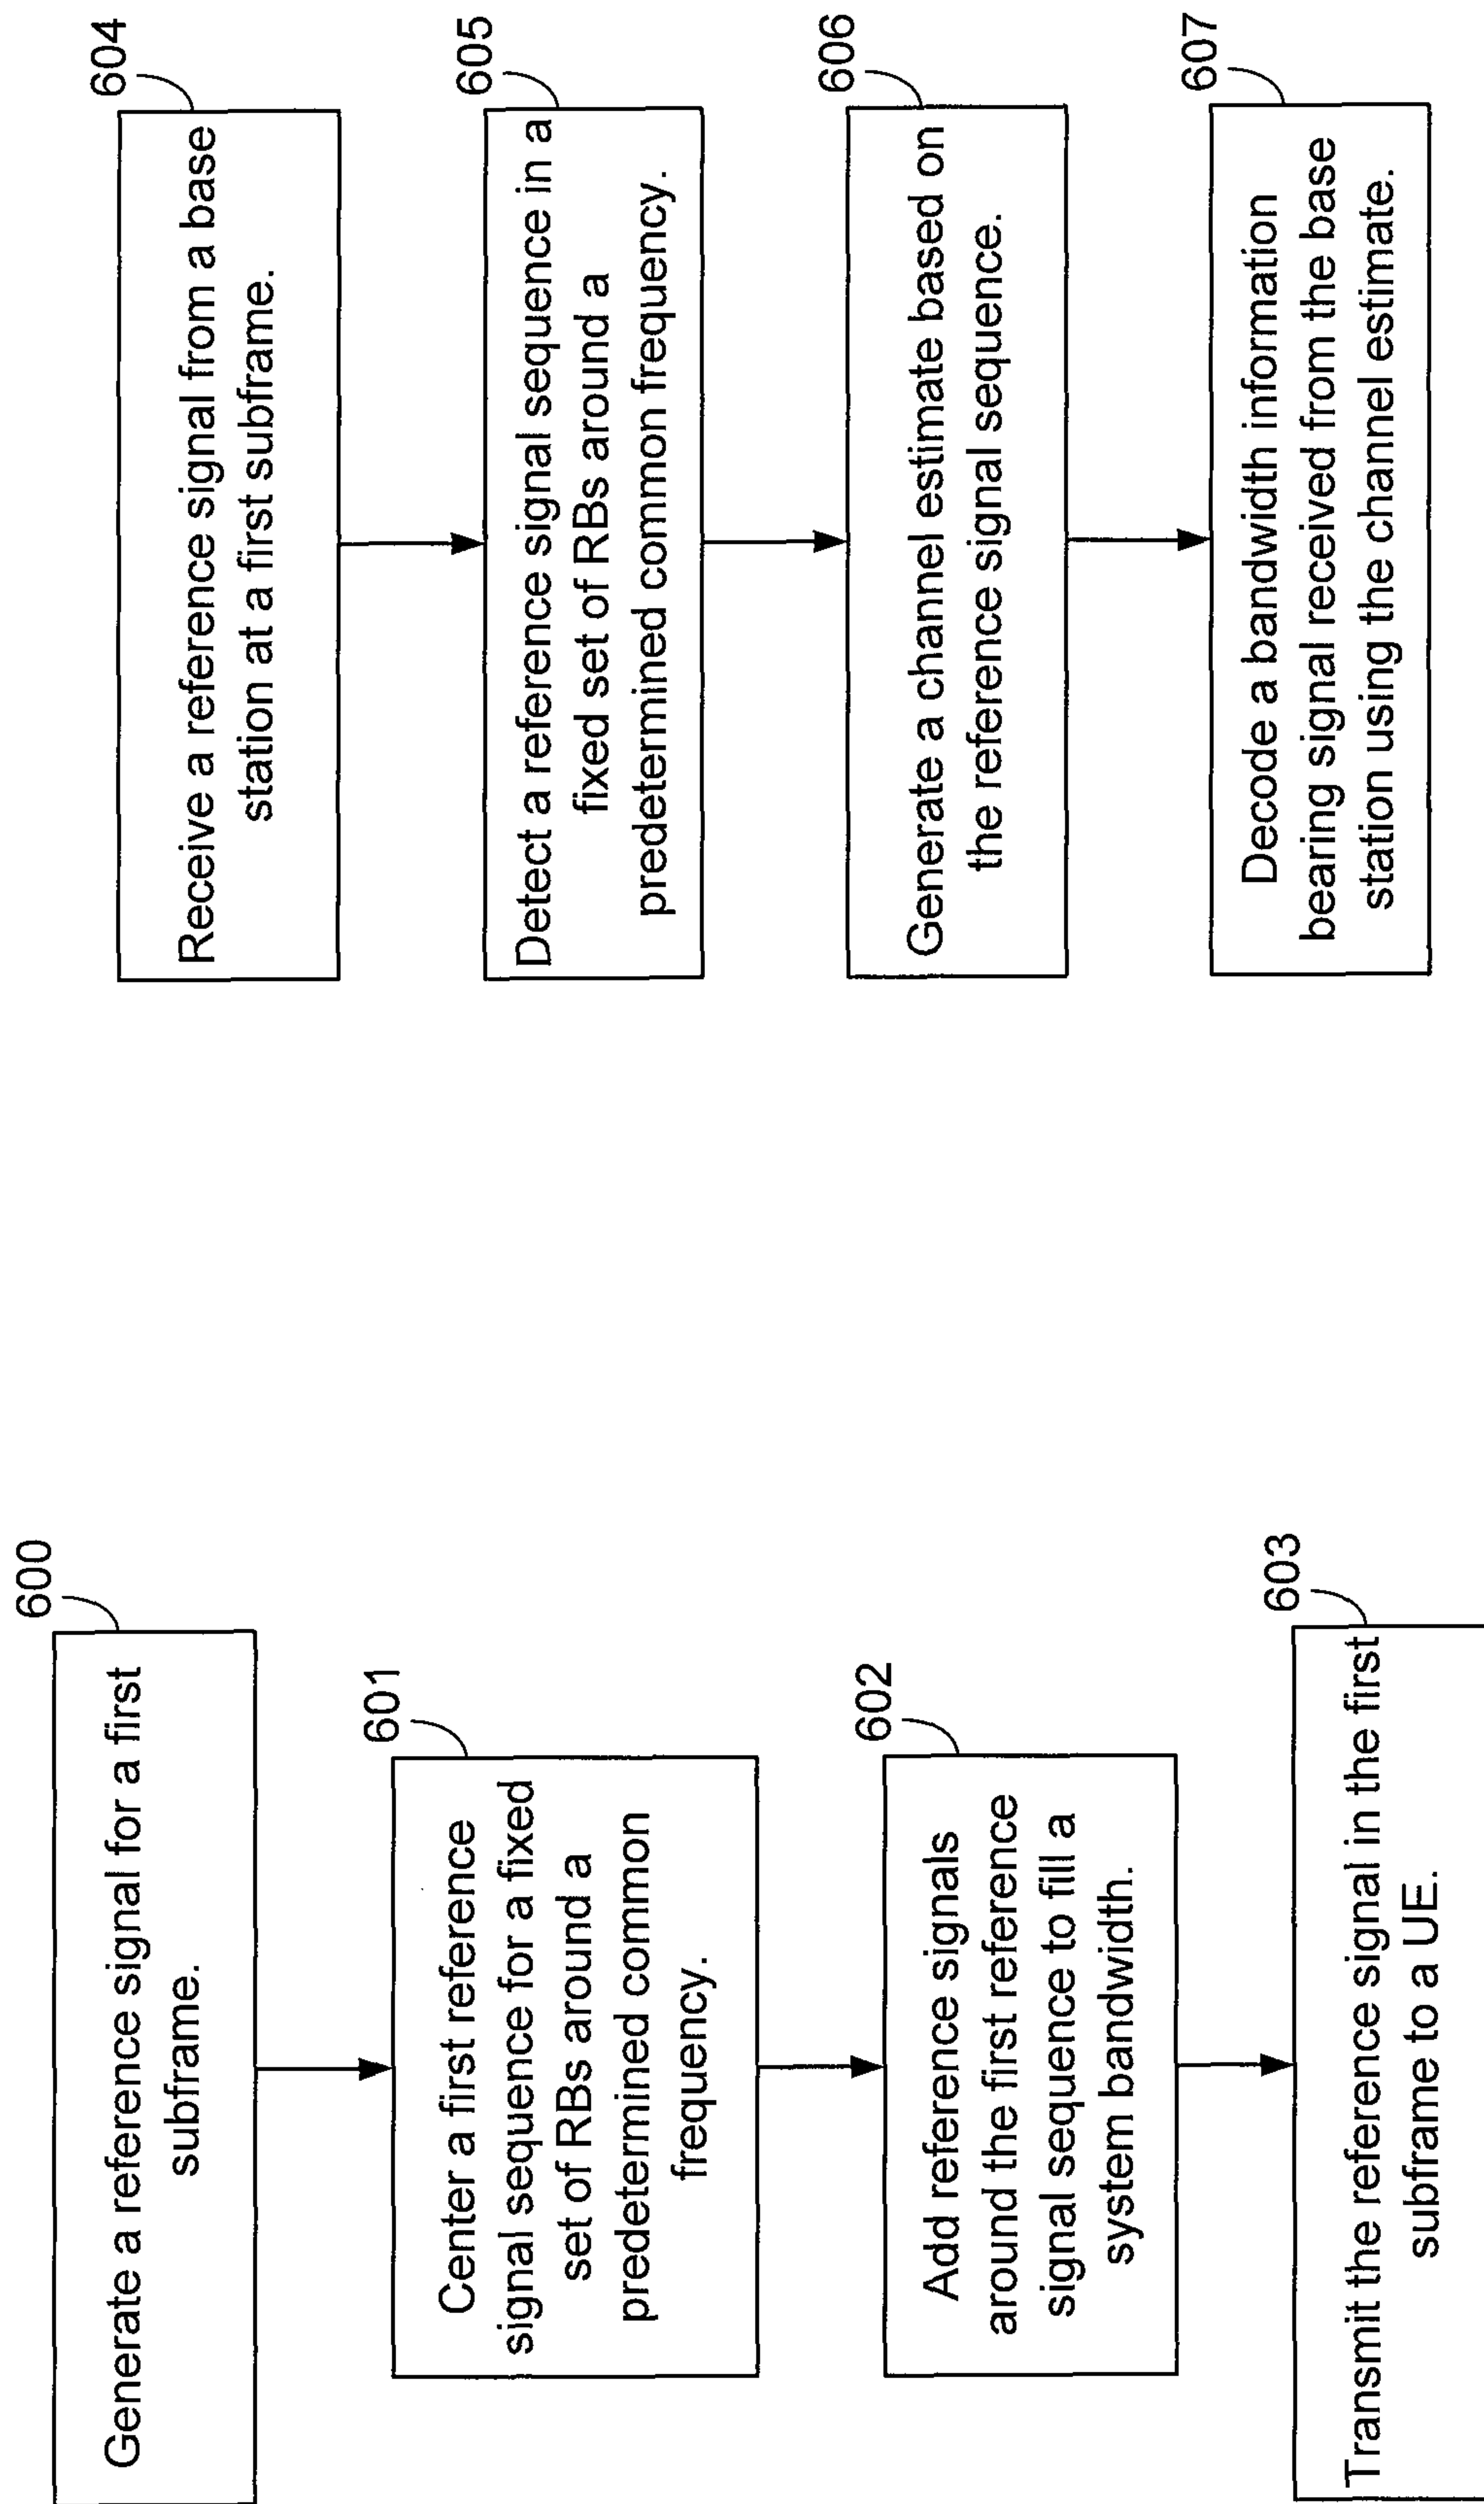 600
Generate a reference signal for a first
subframe.
601
Center a first reference
signal sequence for a fixed
set of RBs around a
predetermined common
frequency.
602
Add reference signals
around the first reference
signal sequence to fill a
system bandwidth.
603
Transmit the reference signal in the first
subframe to a UE.
604
Receive a reference signal from a base
station at a first subframe.
605
Detect a reference signal sequence in a
fixed set of RBs around a
predetermined common frequency.
606
Generate a channel estimate based on
the reference signal sequence.
607
Decode a bandwidth information
bearing signal received from the base
station using the channel estimate.